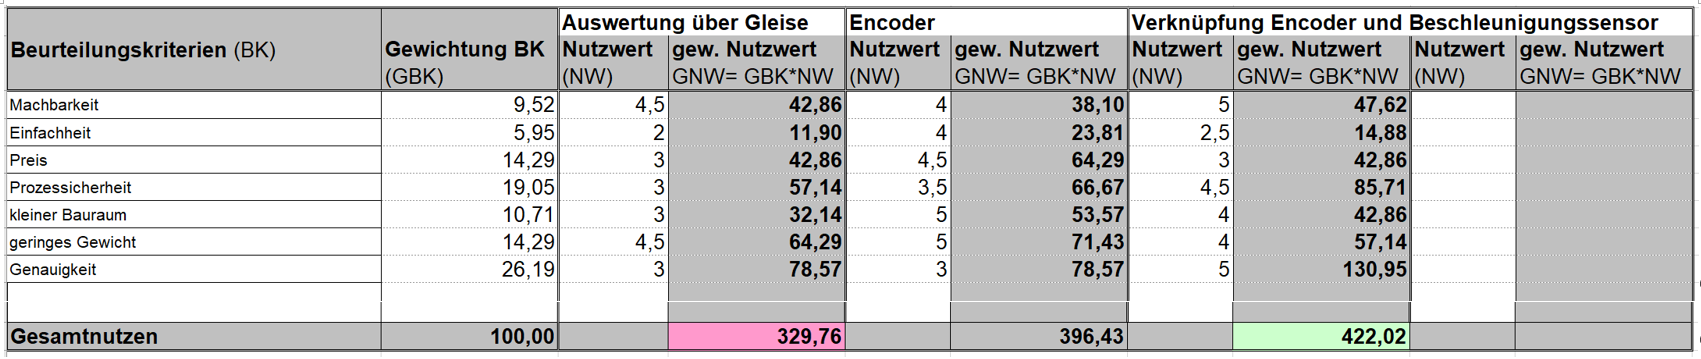 Auswertung über Gleise Encoder Verknüpfung Encoder und Beschleunigungssensor
Beurteilungskriterien (BK) Gewichtung BK Nutzwert gew. Nutzwert Nutzwert gew. Nutzwert Nutzwert gew. Nutzwert Nutzwert gew. Nutzwert
(GBK) (NW) GNW= GBK*NW (NW) GNW= GBK*NW (NW) GNW= GBK*NW (NW) GNW= GBK*NW
Machbarkeit 9,52 4,5 42,86 4 38,10 5 47,62
Einfachheit 5,95 2 11,90 4 23,81 2,5 14,88
Preis 14,29 3 42,86 4,5 64,29 3 42,86
Prozessicherheit 19,05 3 57,14 3,5 66,67 4,5 85,71
kleiner Bauraum 10,71 3 32,14 5 53,57 4 42,86
geringes Gewicht 14,29 4,5 64,29 5 71,43 4 57,14
Genauigkeit 26,19 3 78,57 3 78,57 5 130,95
Gesamtnutzen 100,00 329,76 396,43 422,02